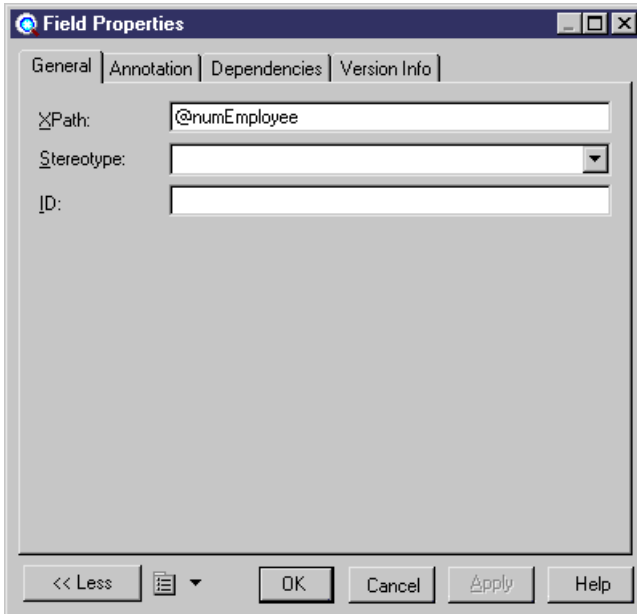 Field Properties
General Annotation Dependencies Version Info
XPath: @numEmployee
Stereotype:
ID:
<< Less OK Cancel Apply Help